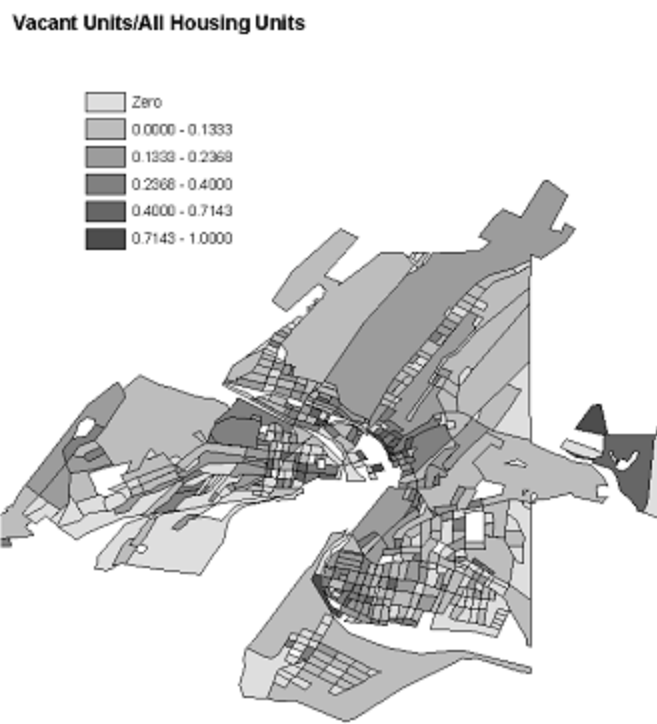 Vacant Units/All Housing Units
Zero
0.0000 - 0.1333
0.1333 - 0.2368
0.2368 - 0.4000
0.4000 - 0.7143
0.7143 - 1.0000